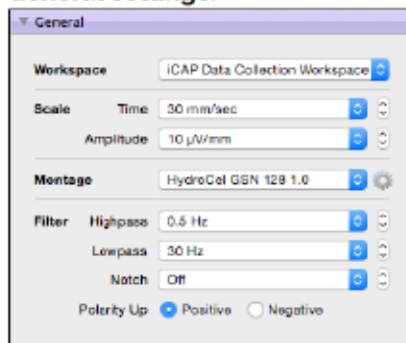 General
Workspace iCAP Data Collection Workspace
Scale Time 30 mm/sec
Amplitude 10 µV/mm
Montage HydroCel GSN 128 1.0
Filter Highpass 0.5 Hz
Lowpass 30 Hz
Notch Off
Polarity Up Positive Negative